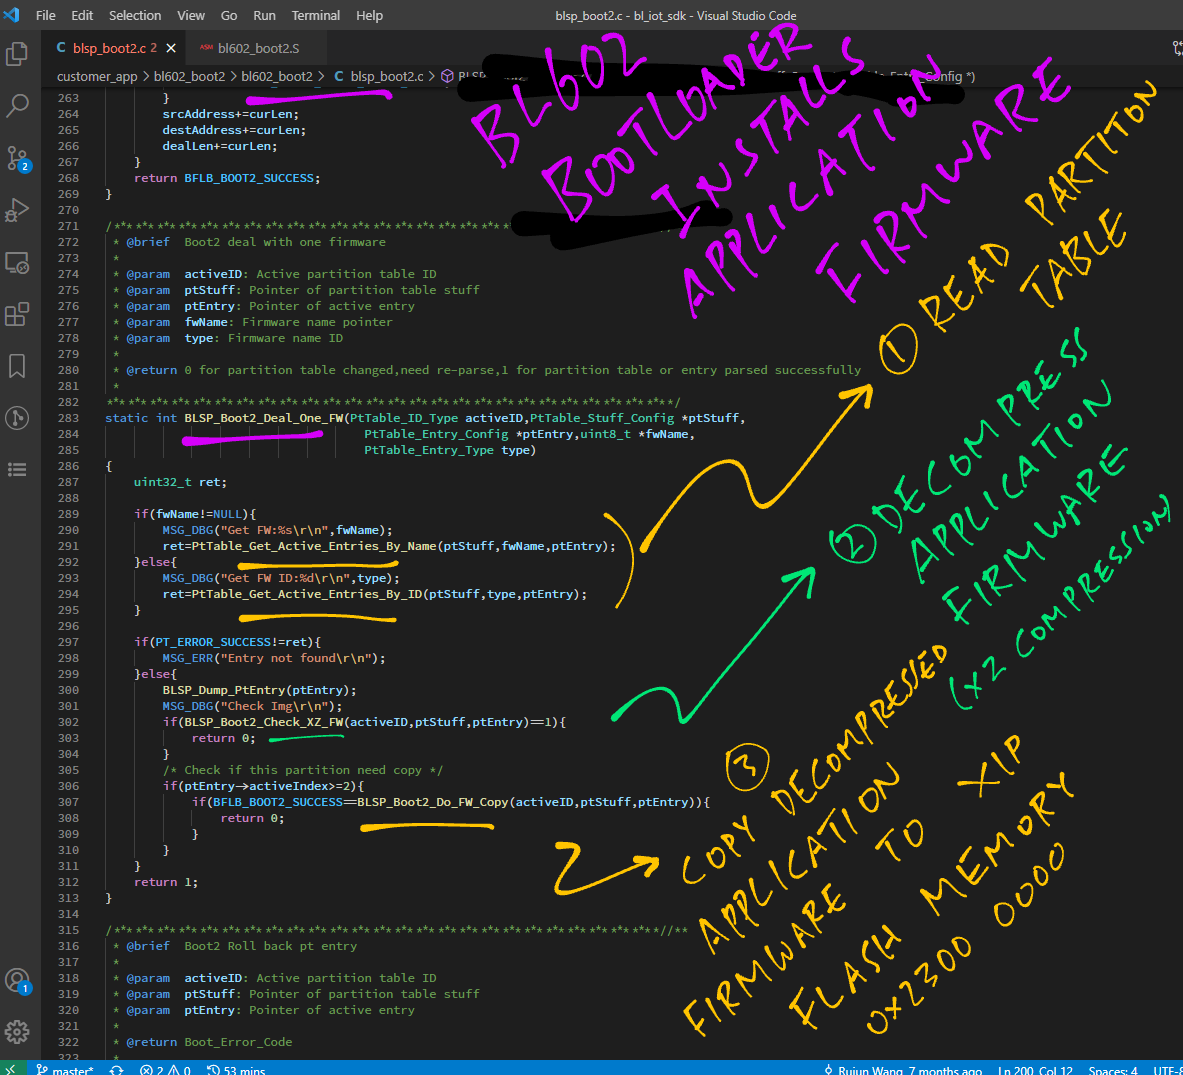 File Edit Selection View Go Run Terminal Help blsp_boot2.c - bl_iot_sdk - Visual Studio Code
C blsp_boot2.c 2 × ASM bl602_boot2.S
customer_app > bl602_boot2 > bl602_boot2 > C blsp_boot2.c >
263 }
264 srcAddress+=curLen;
265 destAddress+=curLen;
266 dealLen+=curLen;
267 }
268 return BFLB_BOOT2_SUCCESS;
269 }
270
271 /****************************************************
272 * @brief Boot2 deal with one firmware
273 *
274 * @param activeID: Active partition table ID
275 * @param ptStuff: Pointer of partition table stuff
276 * @param ptEntry: Pointer of active entry
277 * @param fwName: Firmware name pointer
278 * @param type: Firmware name ID
279 *
280 * @return 0 for partition table changed,need re-parse,1 for partition table or entry parsed successfully
281 *
282 *******************************************************************************/
283 static int BLSP_Boot2_Deal_One_FW(PtTable_ID_Type activeID,PtTable_Stuff_Config *ptStuff,
284 PtTable_Entry_Config *ptEntry,uint8_t *fwName,
285 PtTable_Entry_Type type)
286 {
287 uint32_t ret;
288
289 if(fwName!=NULL){
290 MSG_DBG("Get FW:%s\r\n",fwName);
291 ret=PtTable_Get_Active_Entries_By_Name(ptStuff,fwName,ptEntry);
292 }else{
293 MSG_DBG("Get FW ID:%d\r\n",type);
294 ret=PtTable_Get_Active_Entries_By_ID(ptStuff,type,ptEntry);
295 }
296
297 if(PT_ERROR_SUCCESS!=ret){
298 MSG_ERR("Entry not found\r\n");
299 }else{
300 BLSP_Dump_PtEntry(ptEntry);
301 MSG_DBG("Check Img\r\n");
302 if(BLSP_Boot2_Check_XZ_FW(activeID,ptStuff,ptEntry)==1){
303 return 0;
304 }
305 /* Check if this partition need copy */
306 if(ptEntry->activeIndex>=2){
307 if(BFLB_BOOT2_SUCCESS==BLSP_Boot2_Do_FW_Copy(activeID,ptStuff,ptEntry)){
308 return 0;
309 }
310 }
311 }
312 return 1;
313 }
314
315 /****************************************************************************//**
316 * @brief Boot2 Roll back pt entry
317 *
318 * @param activeID: Active partition table ID
319 * @param ptStuff: Pointer of partition table stuff
320 * @param ptEntry: Pointer of active entry
321 *
322 * @return Boot_Error_Code
323 *
BL602
BOOTLOADER
INSTALLS
APPLICATION
FIRMWARE
1 READ PARTITION
TABLE
2 DECOMPRESS
APPLICATION
FIRMWARE
(XZ COMPRESSION)
3
COPY DECOMPRESSED
APPLICATION
FIRMWARE TO XIP
FLASH MEMORY
0x2300 0000
2
1
master* 2 0 53 mins Rujun Wang, 7 months ago Ln 200, Col 12 Spaces: 4 UTF-8